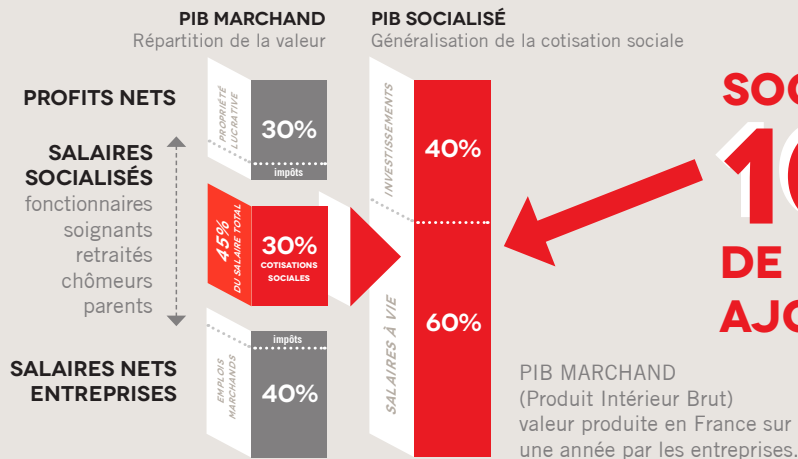 PIB MARCHAND
Répartition de la valeur
PIB SOCIALISÉ
Généralisation de la cotisation sociale
PROFITS NETS
PROPRIÉTÉ
LUCRATIVE
30%
impôts
SALAIRES
SOCIALISÉS
fonctionnaires
soignants
retraités
chômeurs
parents
45%
DU SALAIRE TOTAL
30%
COTISATIONS
SOCIALES
SALAIRES NETS
ENTREPRISES
EMPLOIS
MARCHANDS
impôts
40%
INVESTISSEMENTS
40%
SALAIRES À VIE
60%
SOC
10
DE
AJO
PIB MARCHAND
(Produit Intérieur Brut)
valeur produite en France sur
une année par les entreprises.